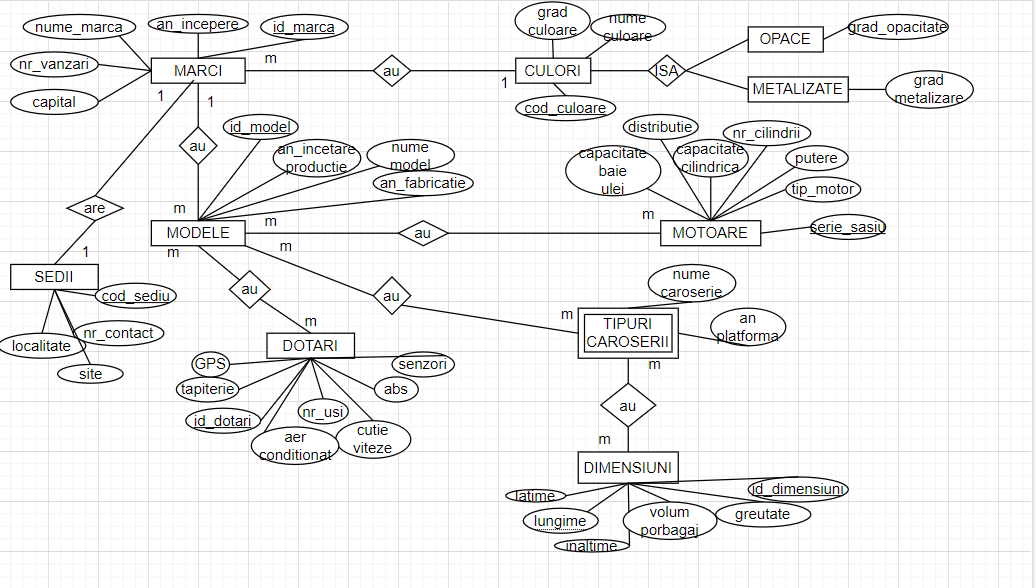 grad
culoare
nume
culoare
nume_marca
an_incepere
id_marca
OPACE
grad_opacitate
m
nr_vanzari
MARCI
au
CULORI
ISA
1
METALIZATE
grad
metalizare
capital
1
1
cod_culoare
id_model
distributie
nr_cilindrii
au
an_incetare
productie
nume
model
capacitate
baie
ulei
capacitate
cilindrica
putere
an_fabricatie
tip_motor
are
m
m
m
serie_sasiu
MODELE
au
MOTOARE
1
m
m
SEDII
nume
caroserie
cod_sediu
au
au
m
m
TIPURI
CAROSERII
an
platforma
nr_contact
localitate
DOTARI
site
GPS
senzori
m
tapiterie
abs
au
id_dotari
nr_usi
aer
conditionat
cutie
viteze
m
DIMENSIUNI
latime
id_dimensiuni
lungime
volum
porbagaj
greutate
inaltime